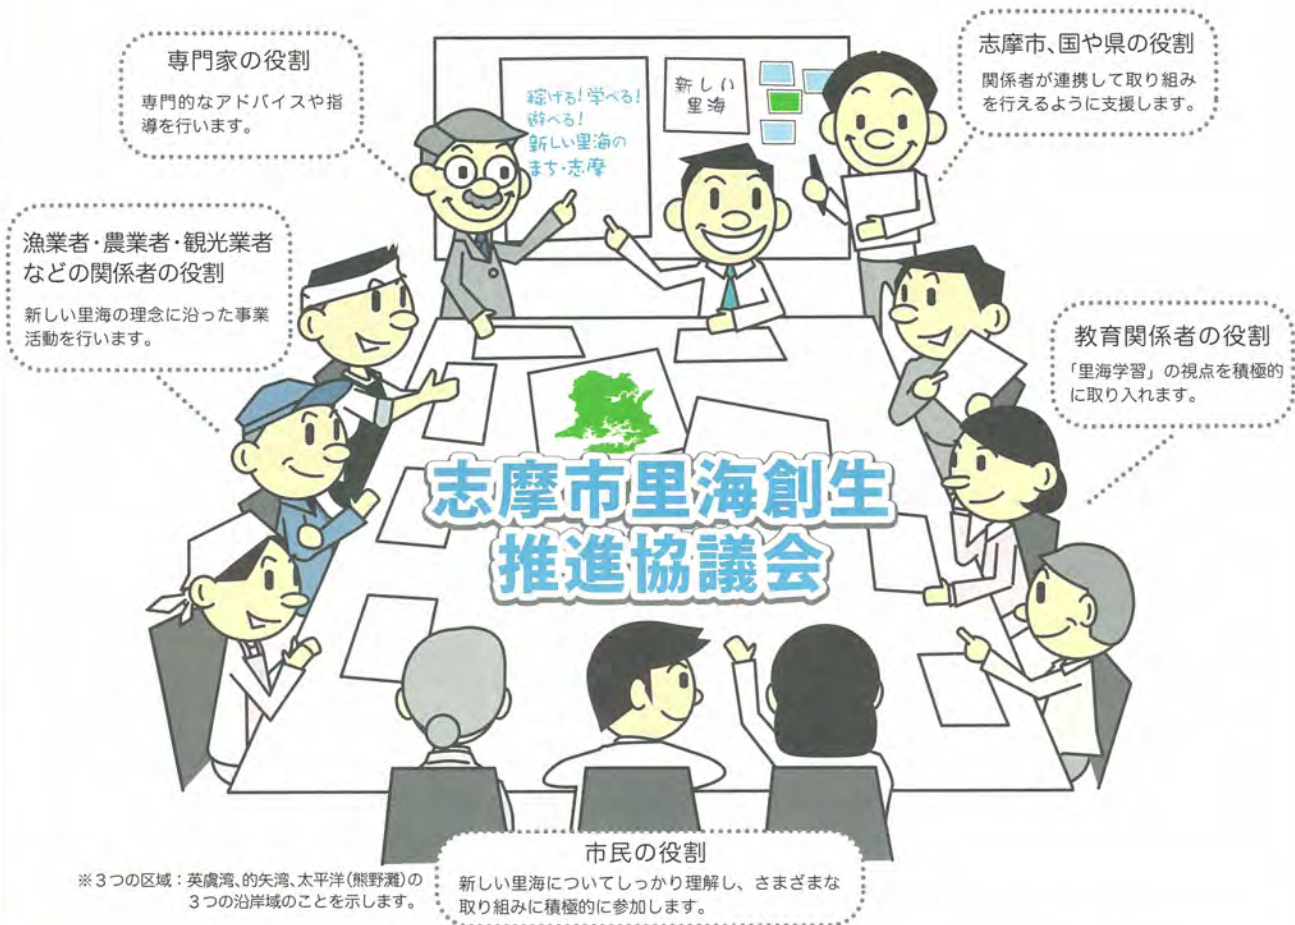 専門家の役割
専門的なアドバイスや指
導を行います。
稼げる!学べる!
遊べる!
新しい里海の
まち・志摩
新しい
里海
志摩市、国や県の役割
関係者が連携して取り組み
を行えるように支援します。
漁業者・農業者・観光業者
などの関係者の役割
新しい里海の理念に沿った事業
活動を行います。
教育関係者の役割
「里海学習」の視点を積極的
に取り入れます。
志摩市里海創生
推進協議会
市民の役割
新しい里海についてしっかり理解し、さまざまな
取り組みに積極的に参加します。
※3つの区域:英虞湾、的矢湾、太平洋(熊野灘)の
3つの沿岸域のことを示します。